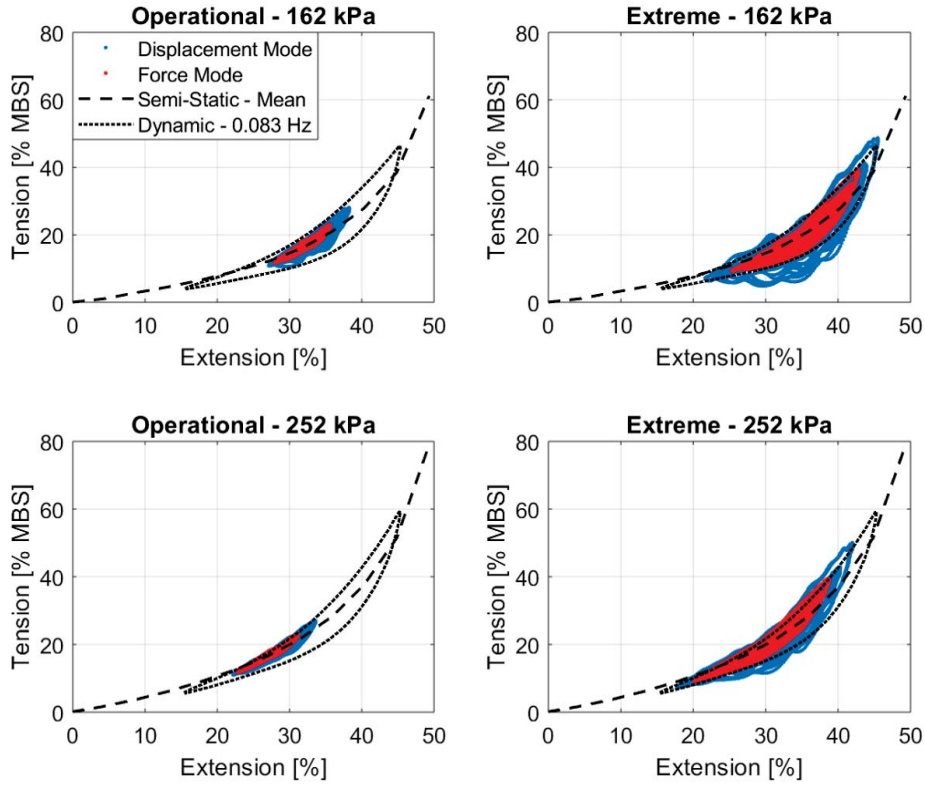 Operational - 162 kPa
80
60
40
20
0
Tension [% MBS]
Displacement Mode
Force Mode
Semi-Static - Mean
Dynamic - 0.083 Hz
0 10 20 30 40 50
Extension [%]
Extreme - 162 kPa
80
60
40
20
0
Tension [% MBS]
0 10 20 30 40 50
Extension [%]
Operational - 252 kPa
80
60
40
20
0
Tension [% MBS]
0 10 20 30 40 50
Extension [%]
Extreme - 252 kPa
80
60
40
20
0
Tension [% MBS]
0 10 20 30 40 50
Extension [%]